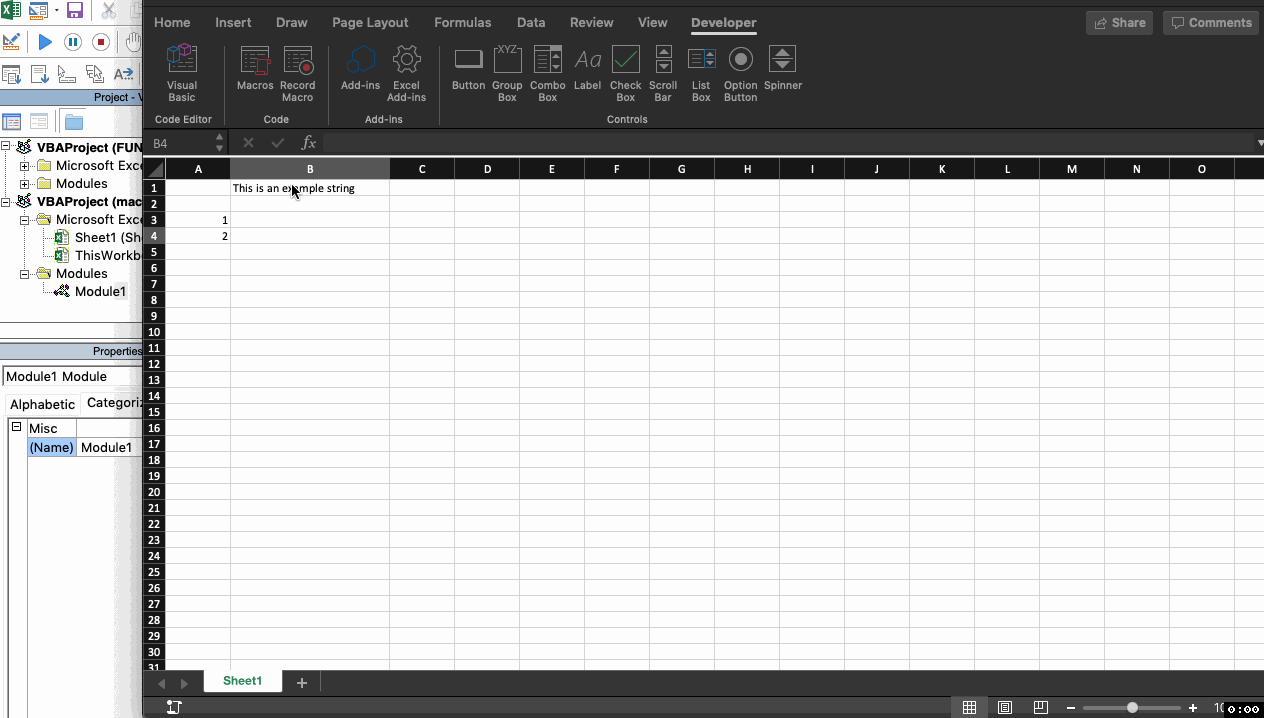 Home Insert Draw Page Layout Formulas Data Review View Developer Share Comments
Visual Basic
Macros
Record Macro
Add-ins
Excel Add-ins
Button
Group Box
Combo Box
Label
Check Box
Scroll Bar
List Box
Option Button
Spinner
Code Editor Code Add-ins Controls
B4 fx
Project - V
VBAProject (FUN
Microsoft Exce
Modules
VBAProject (mac
Microsoft Exce
Sheet1 (Sh
ThisWorkb
Modules
Module1
Properties
Module1 Module
Alphabetic Categoriz
Misc
(Name) Module1
A B C D E F G H I J K L M N O
1 This is an example string
2
3 1
4 2
5
6
7
8
9
10
11
12
13
14
15
16
17
18
19
20
21
22
23
24
25
26
27
28
29
30
31
Sheet1 +
0:00